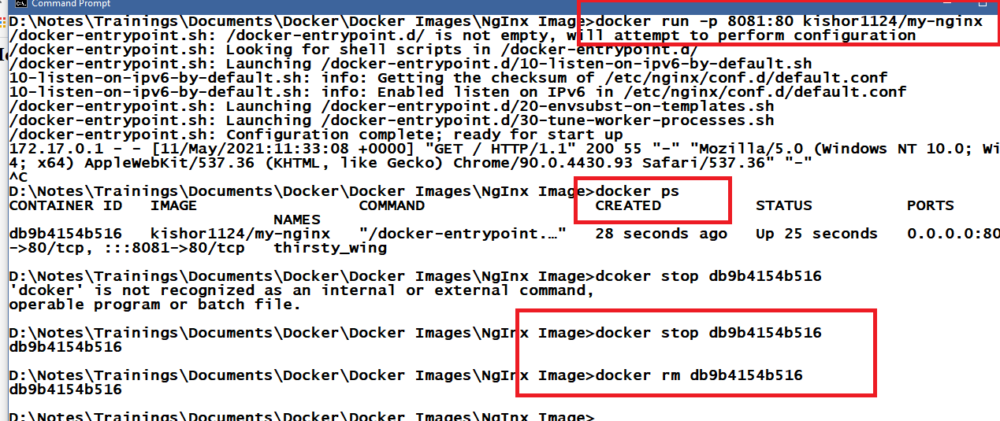 Command Prompt
D:\Notes\Trainings\Documents\Docker\Docker Images\NgInx Image>docker run -p 8081:80 kishor1124/my-nginx
/docker-entrypoint.sh: /docker-entrypoint.d/ is not empty, will attempt to perform configuration
/docker-entrypoint.sh: Looking for shell scripts in /docker-entrypoint.d/
/docker-entrypoint.sh: Launching /docker-entrypoint.d/10-listen-on-ipv6-by-default.sh
10-listen-on-ipv6-by-default.sh: info: Getting the checksum of /etc/nginx/conf.d/default.conf
10-listen-on-ipv6-by-default.sh: info: Enabled listen on IPv6 in /etc/nginx/conf.d/default.conf
/docker-entrypoint.sh: Launching /docker-entrypoint.d/20-envsubst-on-templates.sh
/docker-entrypoint.sh: Launching /docker-entrypoint.d/30-tune-worker-processes.sh
/docker-entrypoint.sh: Configuration complete; ready for start up
172.17.0.1 - - [11/May/2021:11:33:08 +0000] "GET / HTTP/1.1" 200 55 "-" "Mozilla/5.0 (Windows NT 10.0; Wi
4; x64) AppleWebKit/537.36 (KHTML, like Gecko) Chrome/90.0.4430.93 Safari/537.36" "-"
^C
D:\Notes\Trainings\Documents\Docker\Docker Images\NgInx Image>docker ps
CONTAINER ID IMAGE COMMAND CREATED STATUS PORTS
NAMES
db9b4154b516 kishor1124/my-nginx "/docker-entrypoint.…" 28 seconds ago Up 25 seconds 0.0.0.0:80
->80/tcp, :::8081->80/tcp thirsty_wing
D:\Notes\Trainings\Documents\Docker\Docker Images\NgInx Image>dcoker stop db9b4154b516
'dcoker' is not recognized as an internal or external command,
operable program or batch file.
D:\Notes\Trainings\Documents\Docker\Docker Images\NgInx Image>docker stop db9b4154b516
db9b4154b516
D:\Notes\Trainings\Documents\Docker\Docker Images\NgInx Image>docker rm db9b4154b516
db9b4154b516
D:\Notes\Trainings\Documents\Docker\Docker Images\NgInx Image>